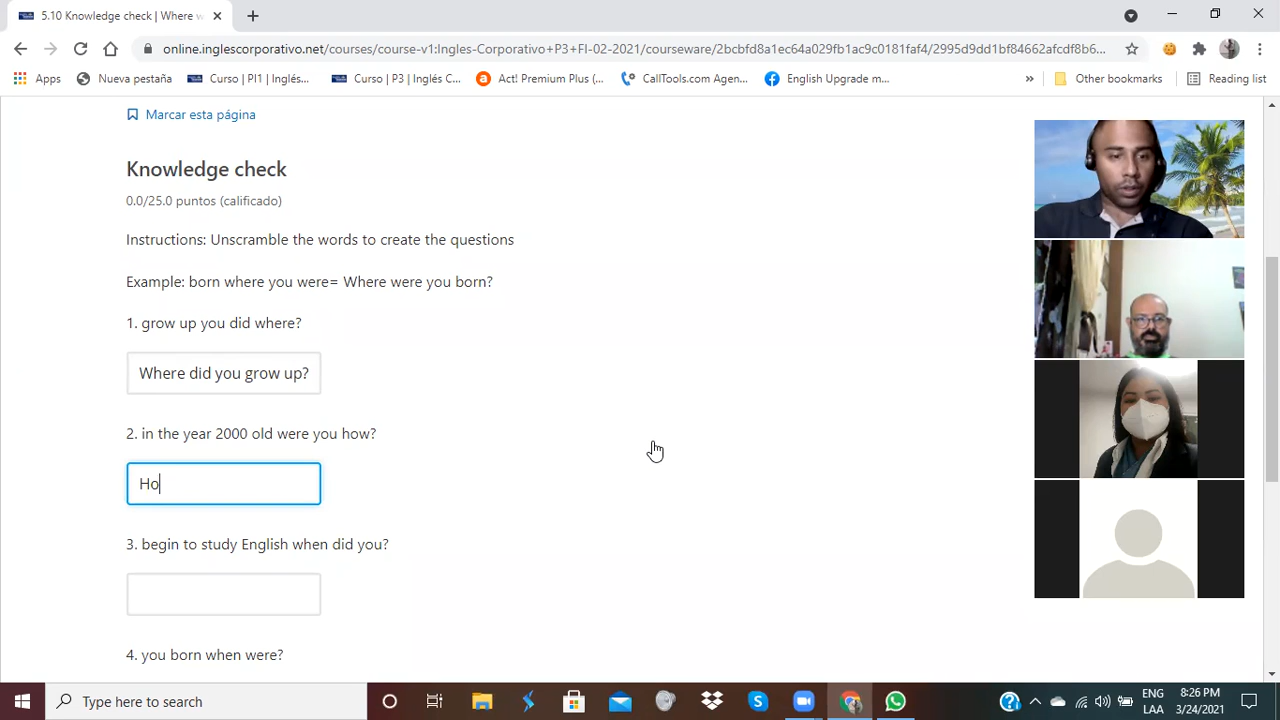 5.10 Knowledge check | Where w
online.inglescorporativo.net/courses/course-v1:Ingles-Corporativo+P3+FI-02-2021/courseware/2bcbfd8a1ec64a029fb1ac9c0181faf4/2995d9dd1bf84662afcdf8b6...
Apps Nueva pestaña Curso | PI1 | Inglés... Curso | P3 | Inglés C... Act! Premium Plus (... CallTools.com Agen... English Upgrade m... » Other bookmarks Reading list
Marcar esta página
Knowledge check
0.0/25.0 puntos (calificado)
Instructions: Unscramble the words to create the questions
Example: born where you were= Where were you born?
1. grow up you did where?
Where did you grow up?
2. in the year 2000 old were you how?
Ho
3. begin to study English when did you?
4. you born when were?
Type here to search
ENG 8:26 PM
LAA 3/24/2021